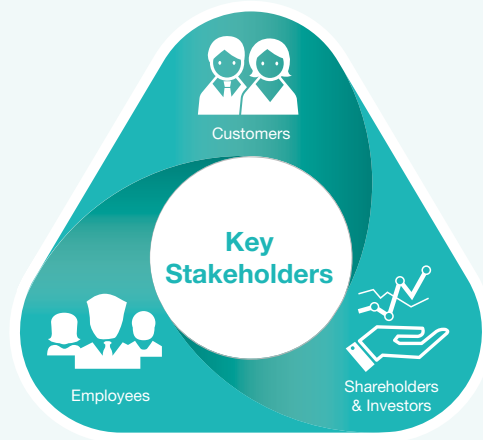 Customers
Key
Stakeholders
Employees
Shareholders
& Investors